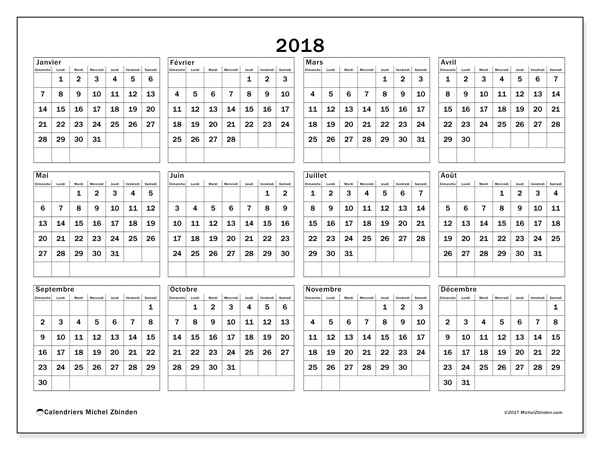 2018
Janvier Février Mars Avril
Dimanche Lundi Mardi Mercredi Jeudi Vendredi Samedi Dimanche Lundi Mardi Mercredi Jeudi Vendredi Samedi Dimanche Lundi Mardi Mercredi Jeudi Vendredi Samedi Dimanche Lundi Mardi Mercredi Jeudi Vendredi Samedi
1 2 3 4 5 6 1 2 3 1 2 3 1 2 3 4 5 6 7
7 8 9 10 11 12 13 4 5 6 7 8 9 10 4 5 6 7 8 9 10 8 9 10 11 12 13 14
14 15 16 17 18 19 20 11 12 13 14 15 16 17 11 12 13 14 15 16 17 15 16 17 18 19 20 21
21 22 23 24 25 26 27 18 19 20 21 22 23 24 18 19 20 21 22 23 24 22 23 24 25 26 27 28
28 29 30 31 25 26 27 28 25 26 27 28 29 30 31 29 30
Mai Juin Juillet Août
Dimanche Lundi Mardi Mercredi Jeudi Vendredi Samedi Dimanche Lundi Mardi Mercredi Jeudi Vendredi Samedi Dimanche Lundi Mardi Mercredi Jeudi Vendredi Samedi Dimanche Lundi Mardi Mercredi Jeudi Vendredi Samedi
1 2 3 4 5 1 2 1 2 3 4 5 6 7 1 2 3 4
6 7 8 9 10 11 12 3 4 5 6 7 8 9 8 9 10 11 12 13 14 5 6 7 8 9 10 11
13 14 15 16 17 18 19 10 11 12 13 14 15 16 15 16 17 18 19 20 21 12 13 14 15 16 17 18
20 21 22 23 24 25 26 17 18 19 20 21 22 23 22 23 24 25 26 27 28 19 20 21 22 23 24 25
27 28 29 30 31 24 25 26 27 28 29 30 29 30 31 26 27 28 29 30 31
Septembre Octobre Novembre Décembre
Dimanche Lundi Mardi Mercredi Jeudi Vendredi Samedi Dimanche Lundi Mardi Mercredi Jeudi Vendredi Samedi Dimanche Lundi Mardi Mercredi Jeudi Vendredi Samedi Dimanche Lundi Mardi Mercredi Jeudi Vendredi Samedi
1 1 2 3 4 5 6 1 2 3 1
2 3 4 5 6 7 8 7 8 9 10 11 12 13 4 5 6 7 8 9 10 2 3 4 5 6 7 8
9 10 11 12 13 14 15 14 15 16 17 18 19 20 11 12 13 14 15 16 17 9 10 11 12 13 14 15
16 17 18 19 20 21 22 21 22 23 24 25 26 27 18 19 20 21 22 23 24 16 17 18 19 20 21 22
23 24 25 26 27 28 29 28 29 30 31 25 26 27 28 29 30 23 24 25 26 27 28 29
30 30 31
Calendriers Michel Zbinden ©2017 MichelZbinden.com